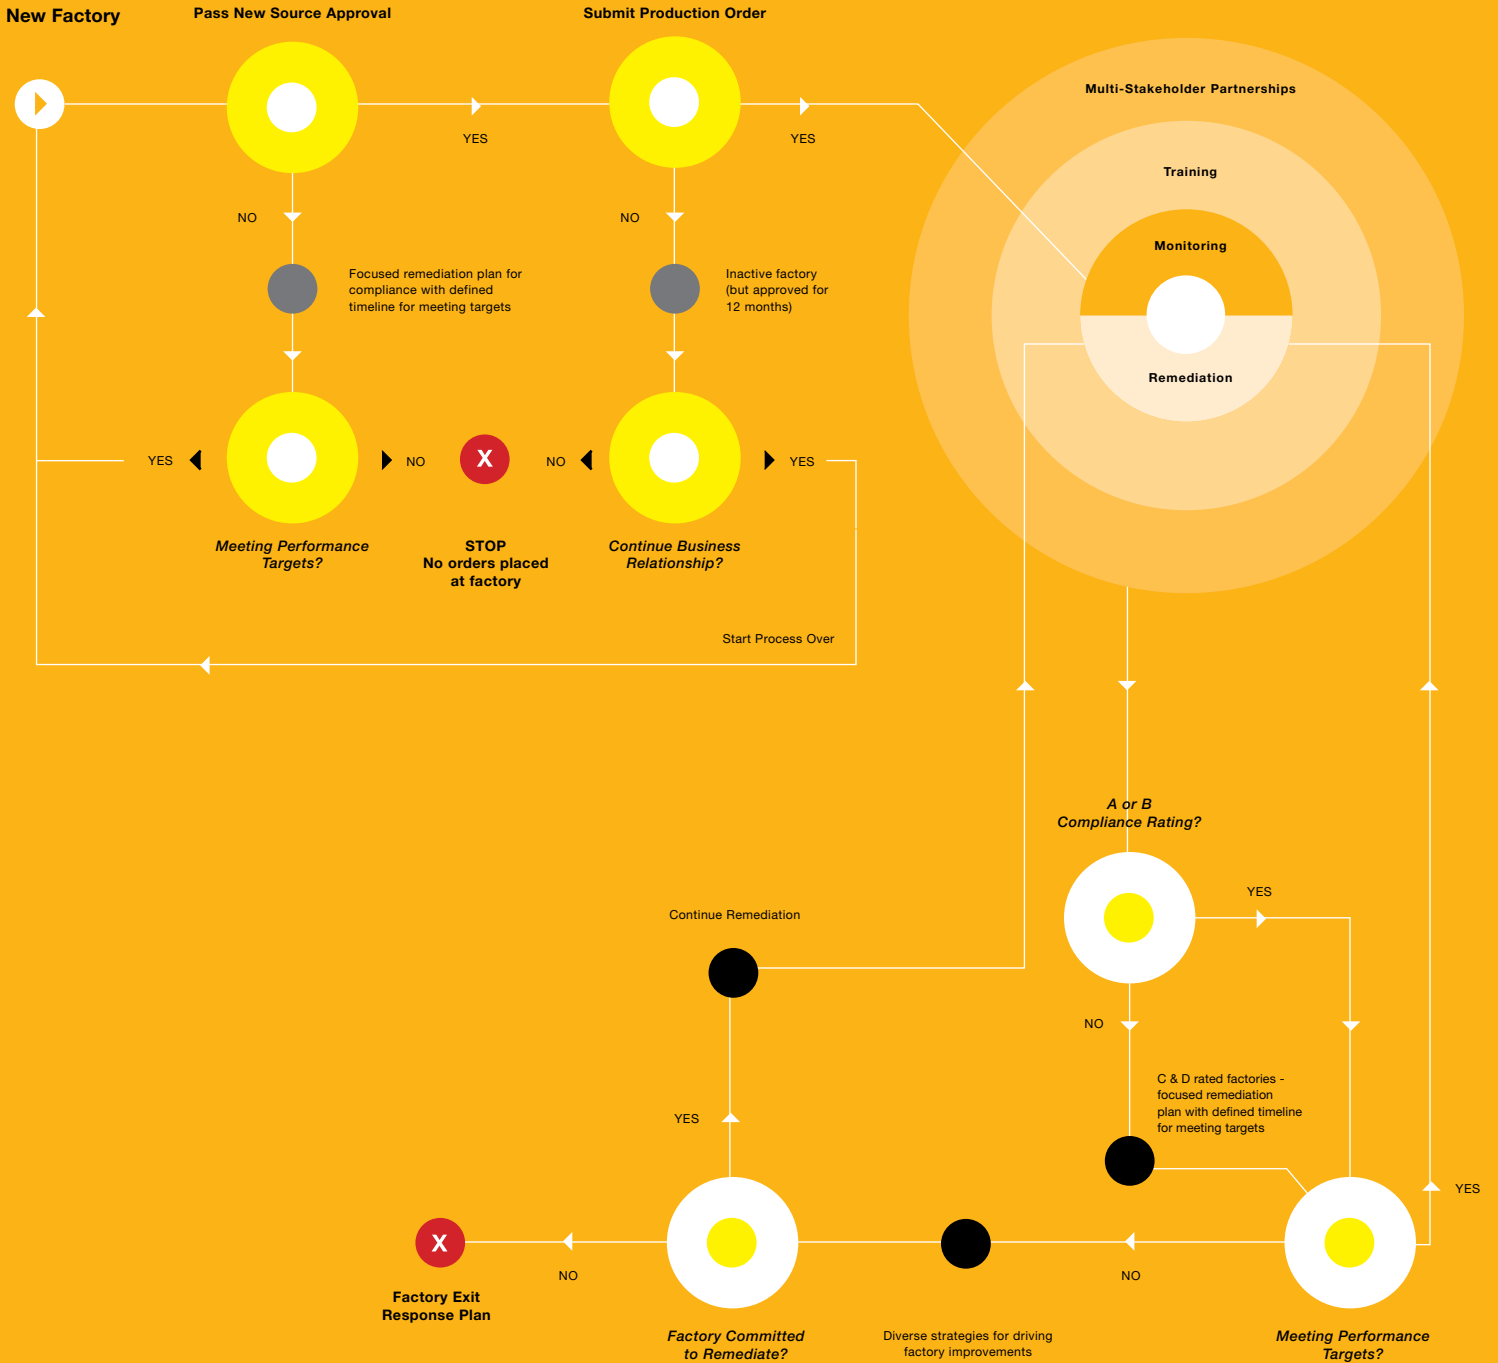 New Factory
Pass New Source Approval
Submit Production Order
Multi-Stakeholder Partnerships
YES
YES
Training
NO
NO
Monitoring
Focused remediation plan for
compliance with defined
timeline for meeting targets
Inactive factory
(but approved for
12 months)
Remediation
YES
NO
X
NO
YES
Meeting Performance
Targets?
STOP
No orders placed
at factory
Continue Business
Relationship?
Start Process Over
A or B
Compliance Rating?
YES
Continue Remediation
NO
C & D rated factories -
focused remediation
plan with defined timeline
for meeting targets
YES
YES
X
NO
NO
Factory Exit
Response Plan
Factory Committed
to Remediate?
Diverse strategies for driving
factory improvements
Meeting Performance
Targets?